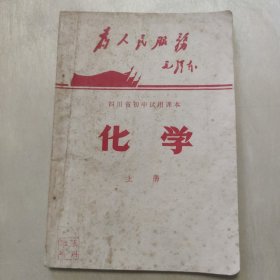 为人民服务
毛泽东
四川省初中试用课本
化学
上册